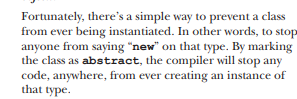 Fortunately, there's a simple way to prevent a class
from ever being instantiated. In other words, to stop
anyone from saying “new” on that type. By marking
the class as abstract, the compiler will stop any
code, anywhere, from ever creating an instance of
that type.